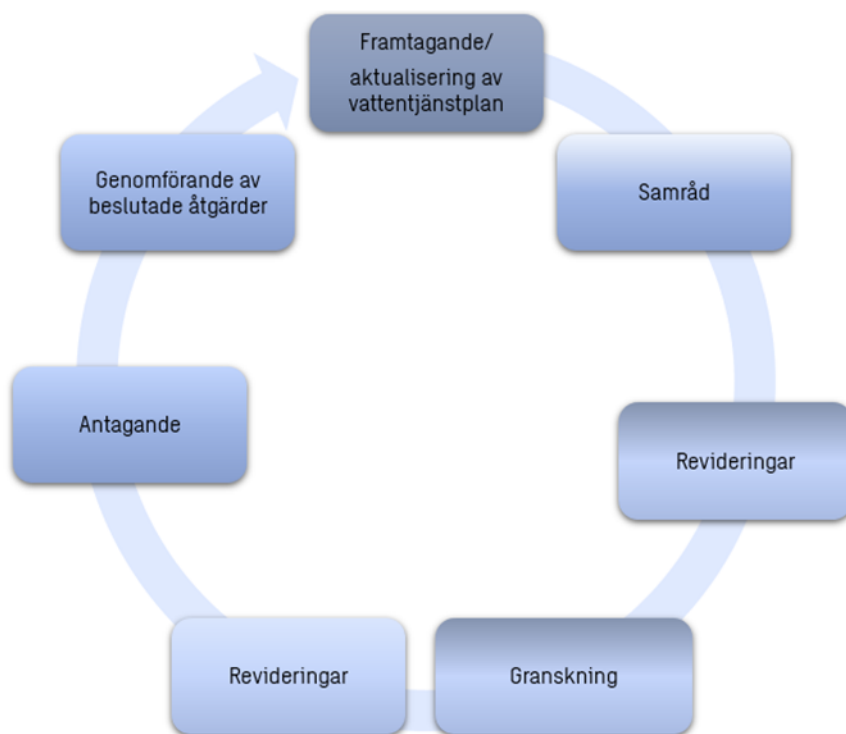 Framtagande/
aktualisering av
vattentjänstplan
Samråd
Revideringar
Granskning
Revideringar
Antagande
Genomförande av
beslutade åtgärder